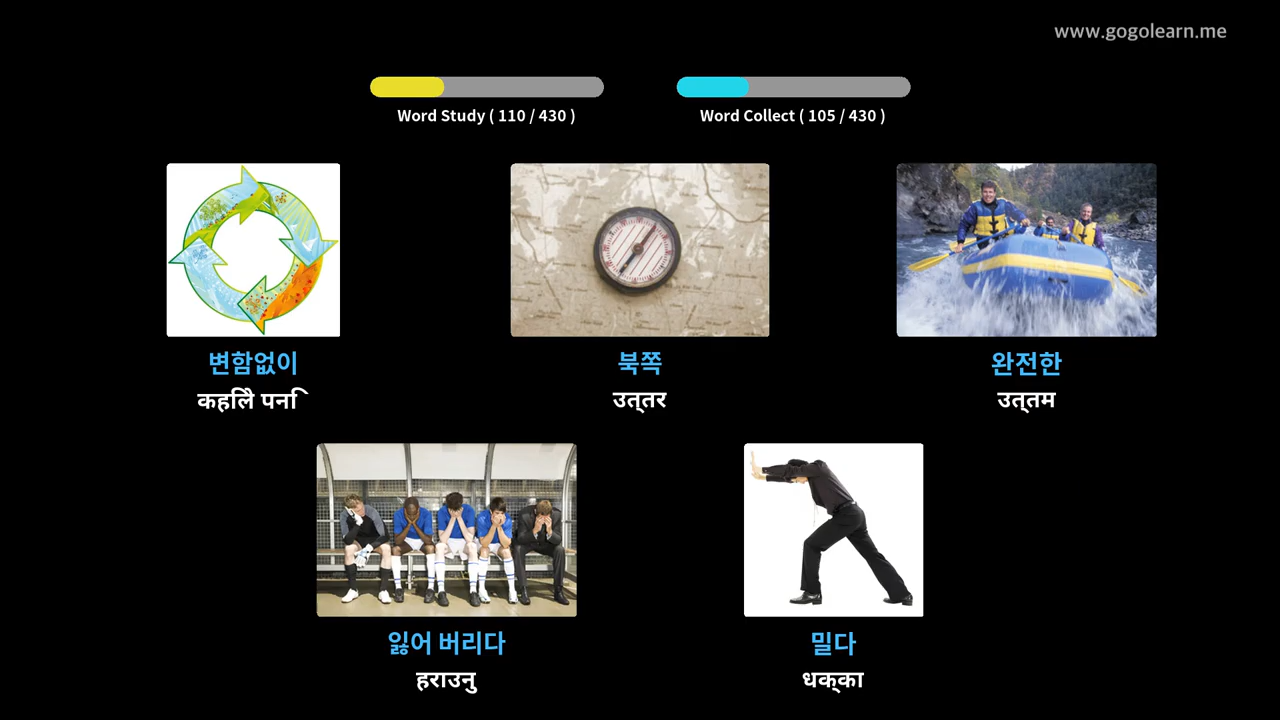 www.gogolearn.me
Word Study ( 110 / 430 )
Word Collect ( 105 / 430 )
변함없이
कहिलै पनि
북쪽
उत्तर
완전한
उत्तम
잃어 버리다
हराउनु
밀다
धक्का